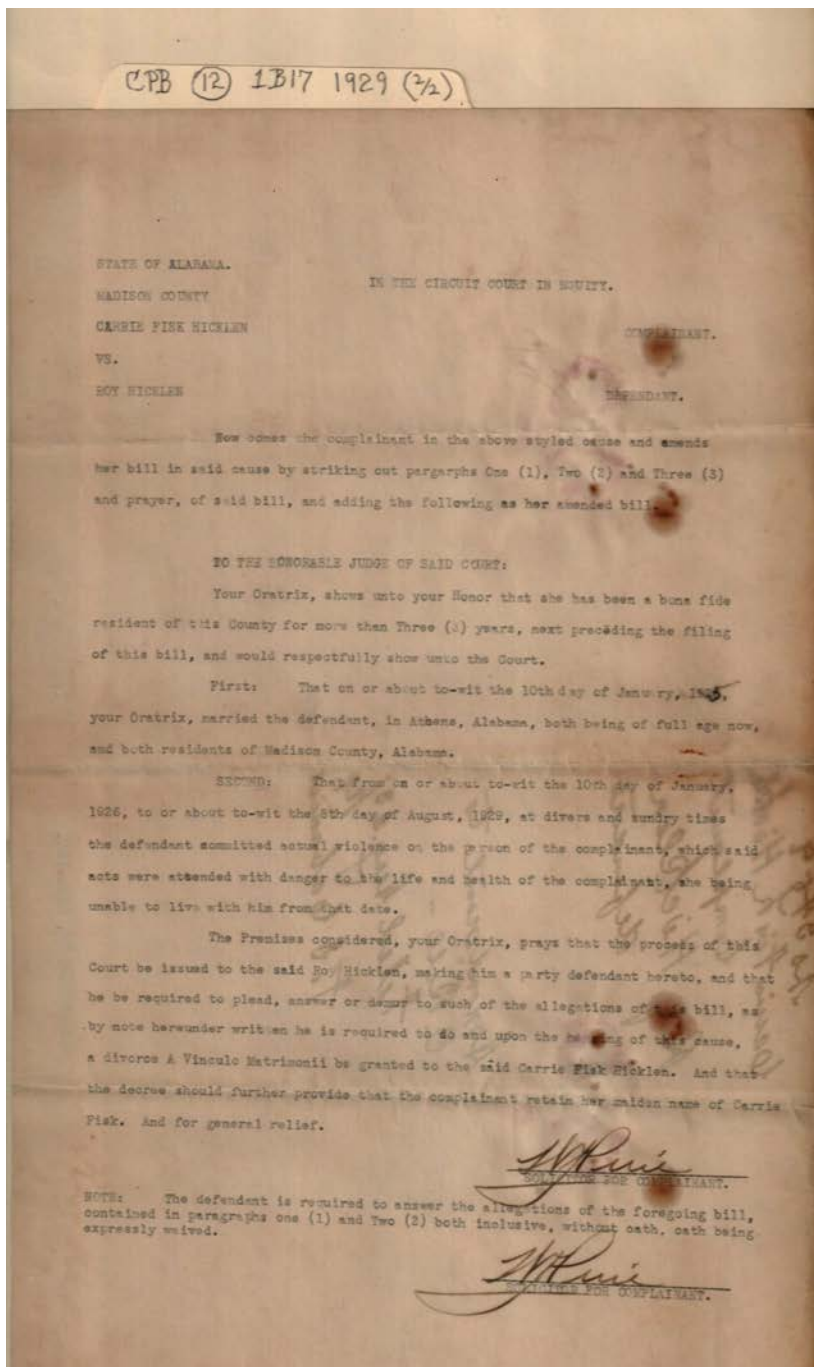 CPB (12) 1B17 1929 (2/2)
STATE OF ALABAMA.
IN THE CIRCUIT COURT IN EQUITY.
MADISON COUNTY
CARRIE FISK HICKLEN
COMPLAINANT.
VS.
ROY HICKLEN
DEFENDANT.
Now comes the complainant in the above styled cause and amends
her bill in said cause by striking out pargarphs One (1), Two (2) and Three (3)
and prayer, of said bill, and adding the following as her amended bill.
TO THE HONORABLE JUDGE OF SAID COURT:
Your Oratrix, shows unto your Honor that she has been a bona fide
resident of this County for more than Three (3) years, next preceding the filing
of this bill, and would respectfully show unto the Court.
First: That on or about to-wit the 10th day of January,
your Oratrix, married the defendant, in Athens, Alabama, both being of full age now,
and both residents of Madison County, Alabama.
SECOND: That from on or about to-wit the 10th day of January,
1926, to or about to-wit the 8th day of August, 1929, at divers and sundry times
the defendant committed actual violence on the person of the complainant, which said
acts were attended with danger to the life and health of the complainant, she being
unable to live with him from that date.
The Premizes considered, your Oratrix, prays that the process of this
Court be issued to the said Roy Hicklen, making him a party defendant hereto, and that
he be required to plead, answer or demur to such of the allegations of this bill, as
by note hereunder written he is required to do and upon the hearing of this cause,
a divorce A Vinculo Matrimonii be granted to the said Carrie Fisk Hicklen. And that
the decree should further provide that the complainant retain her maiden name of Carrie
Fisk. And for general relief.
SOLICITOR FOR COMPLAINANT.
NOTE: The defendant is required to answer the allegations of the foregoing bill,
contained in paragraphs one (1) and Two (2) both inclusive, without oath, oath being
expressly waived.
SOLICITOR FOR COMPLAINANT.